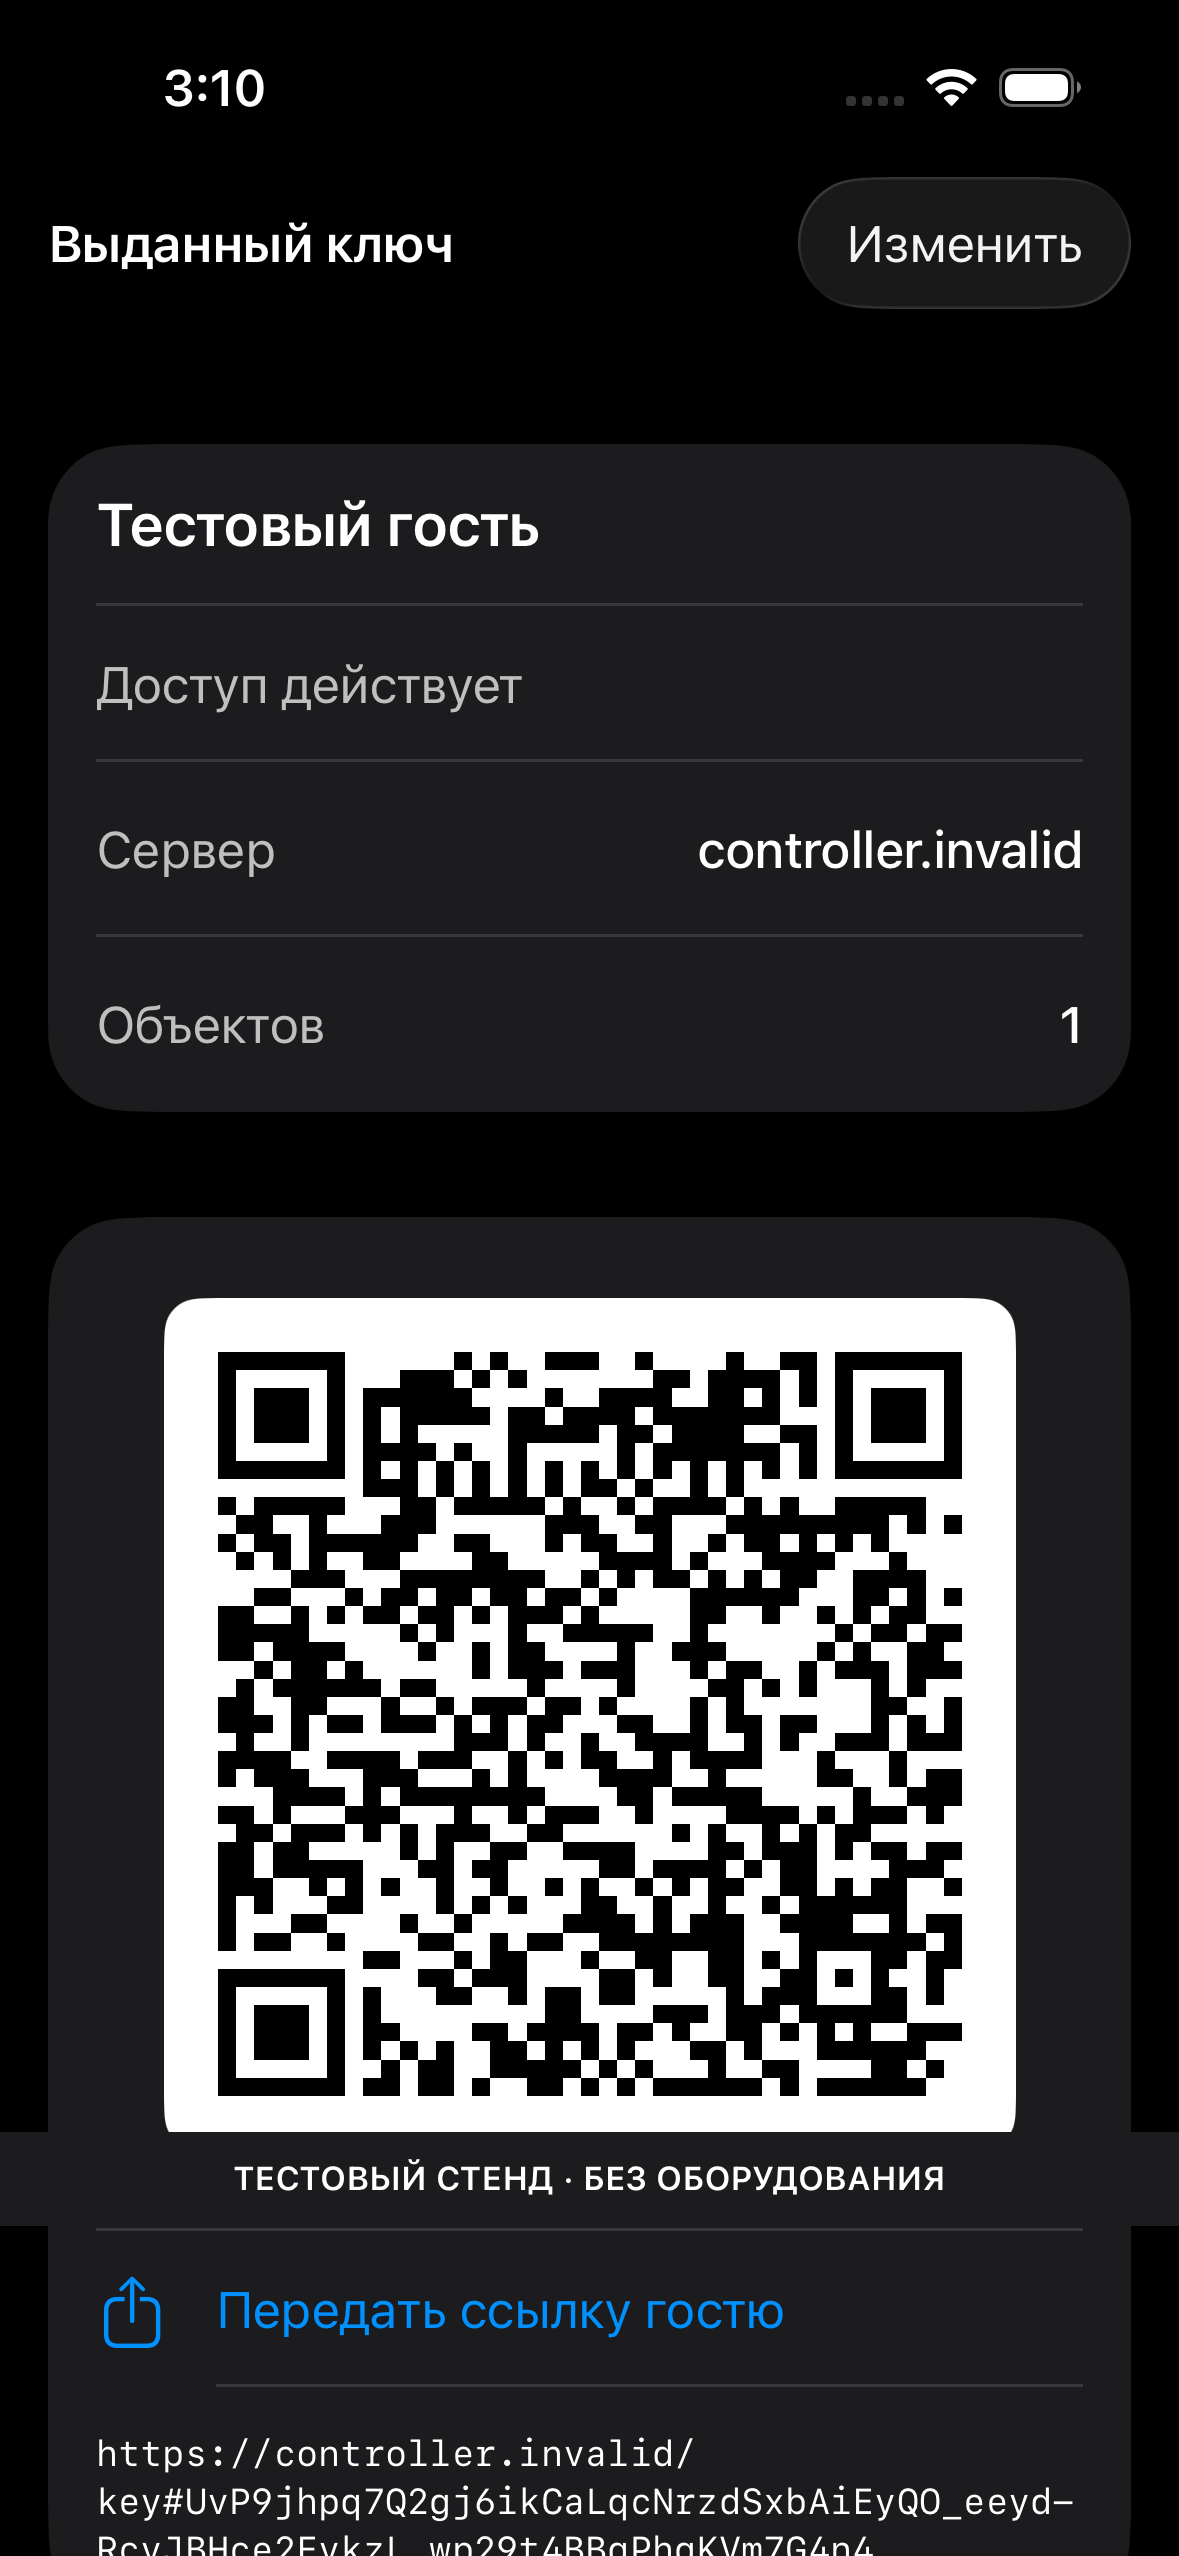 3:10
Выданный ключ
Изменить
Тестовый гость
Доступ действует
Сервер controller.invalid
Объектов 1
ТЕСТОВЫЙ СТЕНД · БЕЗ ОБОРУДОВАНИЯ
Передать ссылку гостю
https://controller.invalid/
key#UvP9jhpq7Q2gj6ikCaLqcNrzdSxbAiEyQO_eeyd-